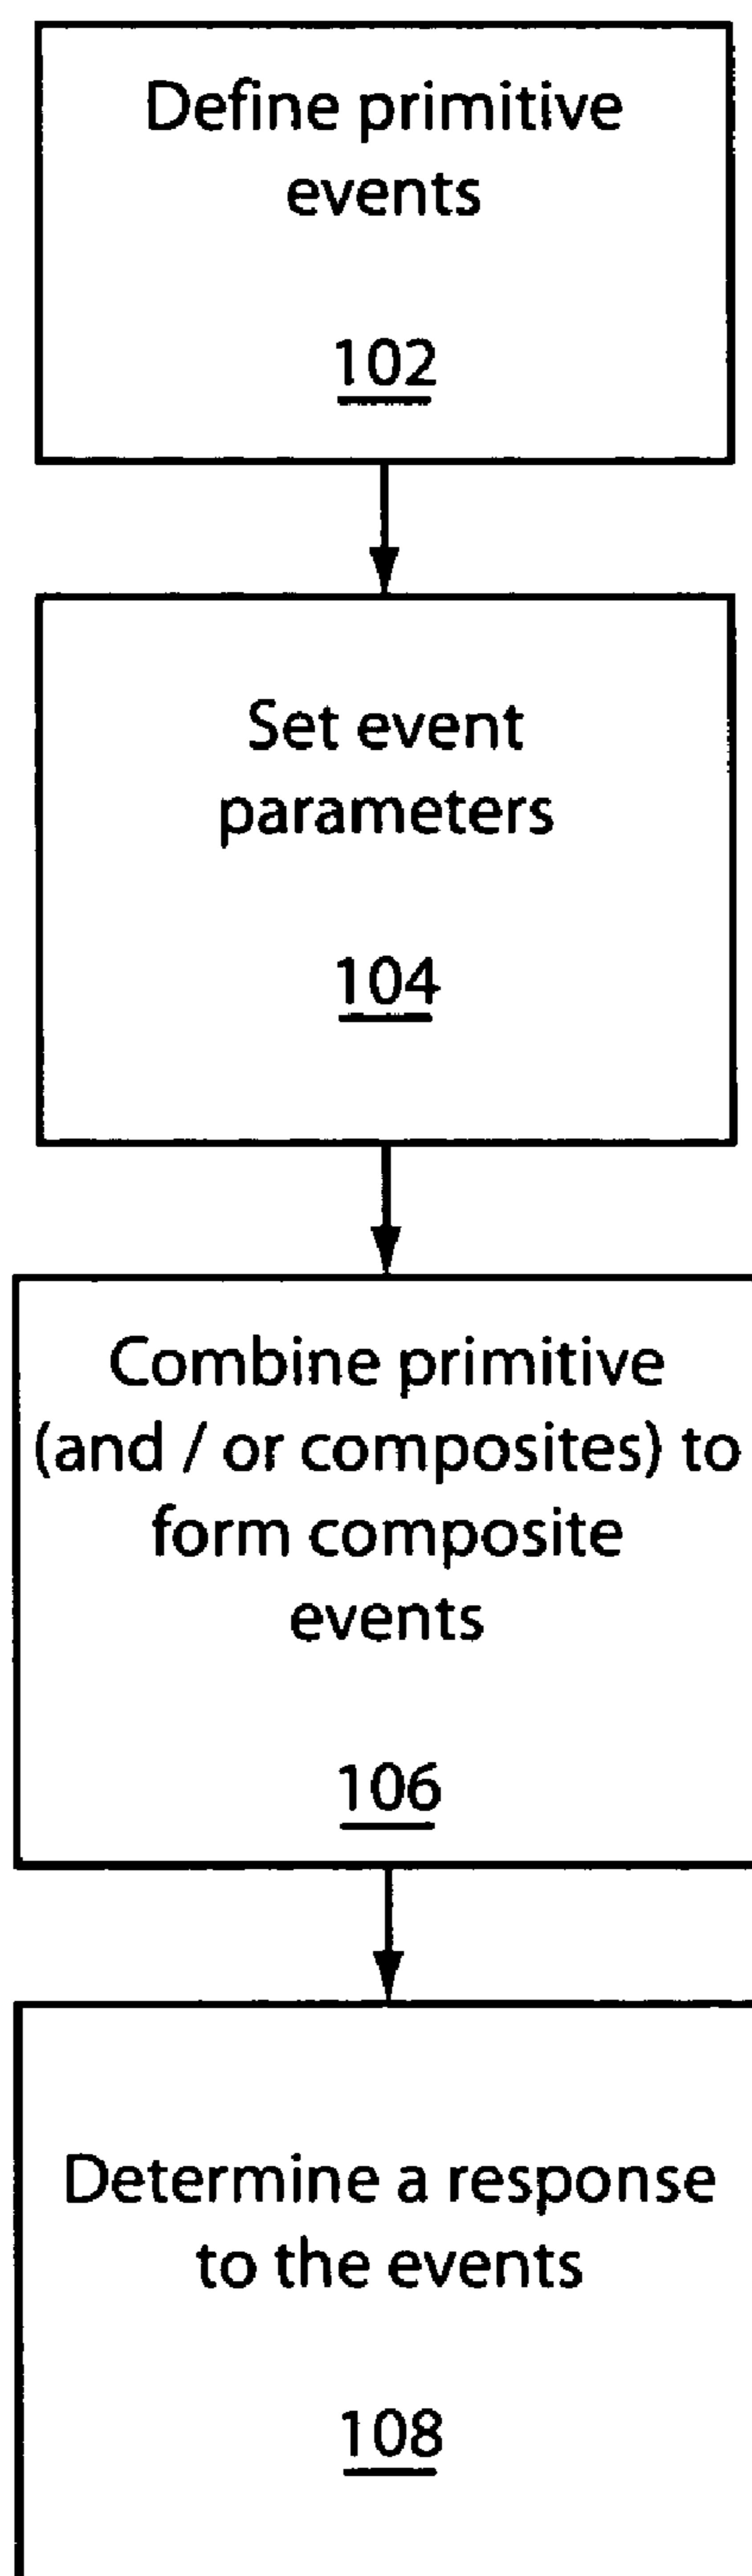 Define primitive
events
102
Set event
parameters
104
Combine primitive
(and / or composites) to
form composite
events
106
Determine a response
to the events
108